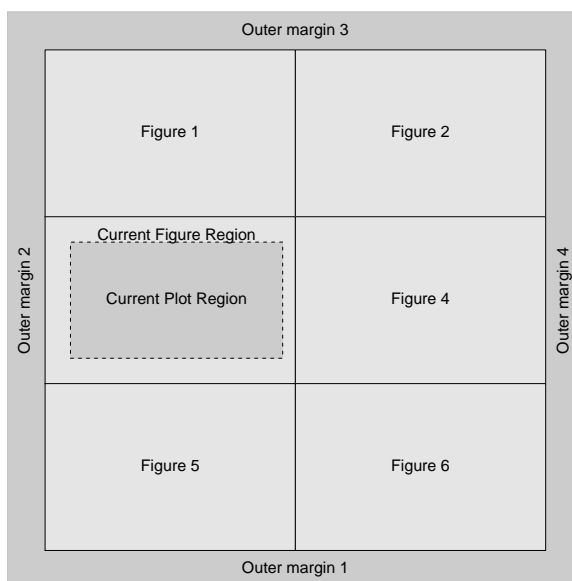 Outer margin 3
Figure 1
Figure 2
Current Figure Region
Outer margin 2
Current Plot Region
Figure 4
Outer margin 4
Figure 5
Figure 6
Outer margin 1